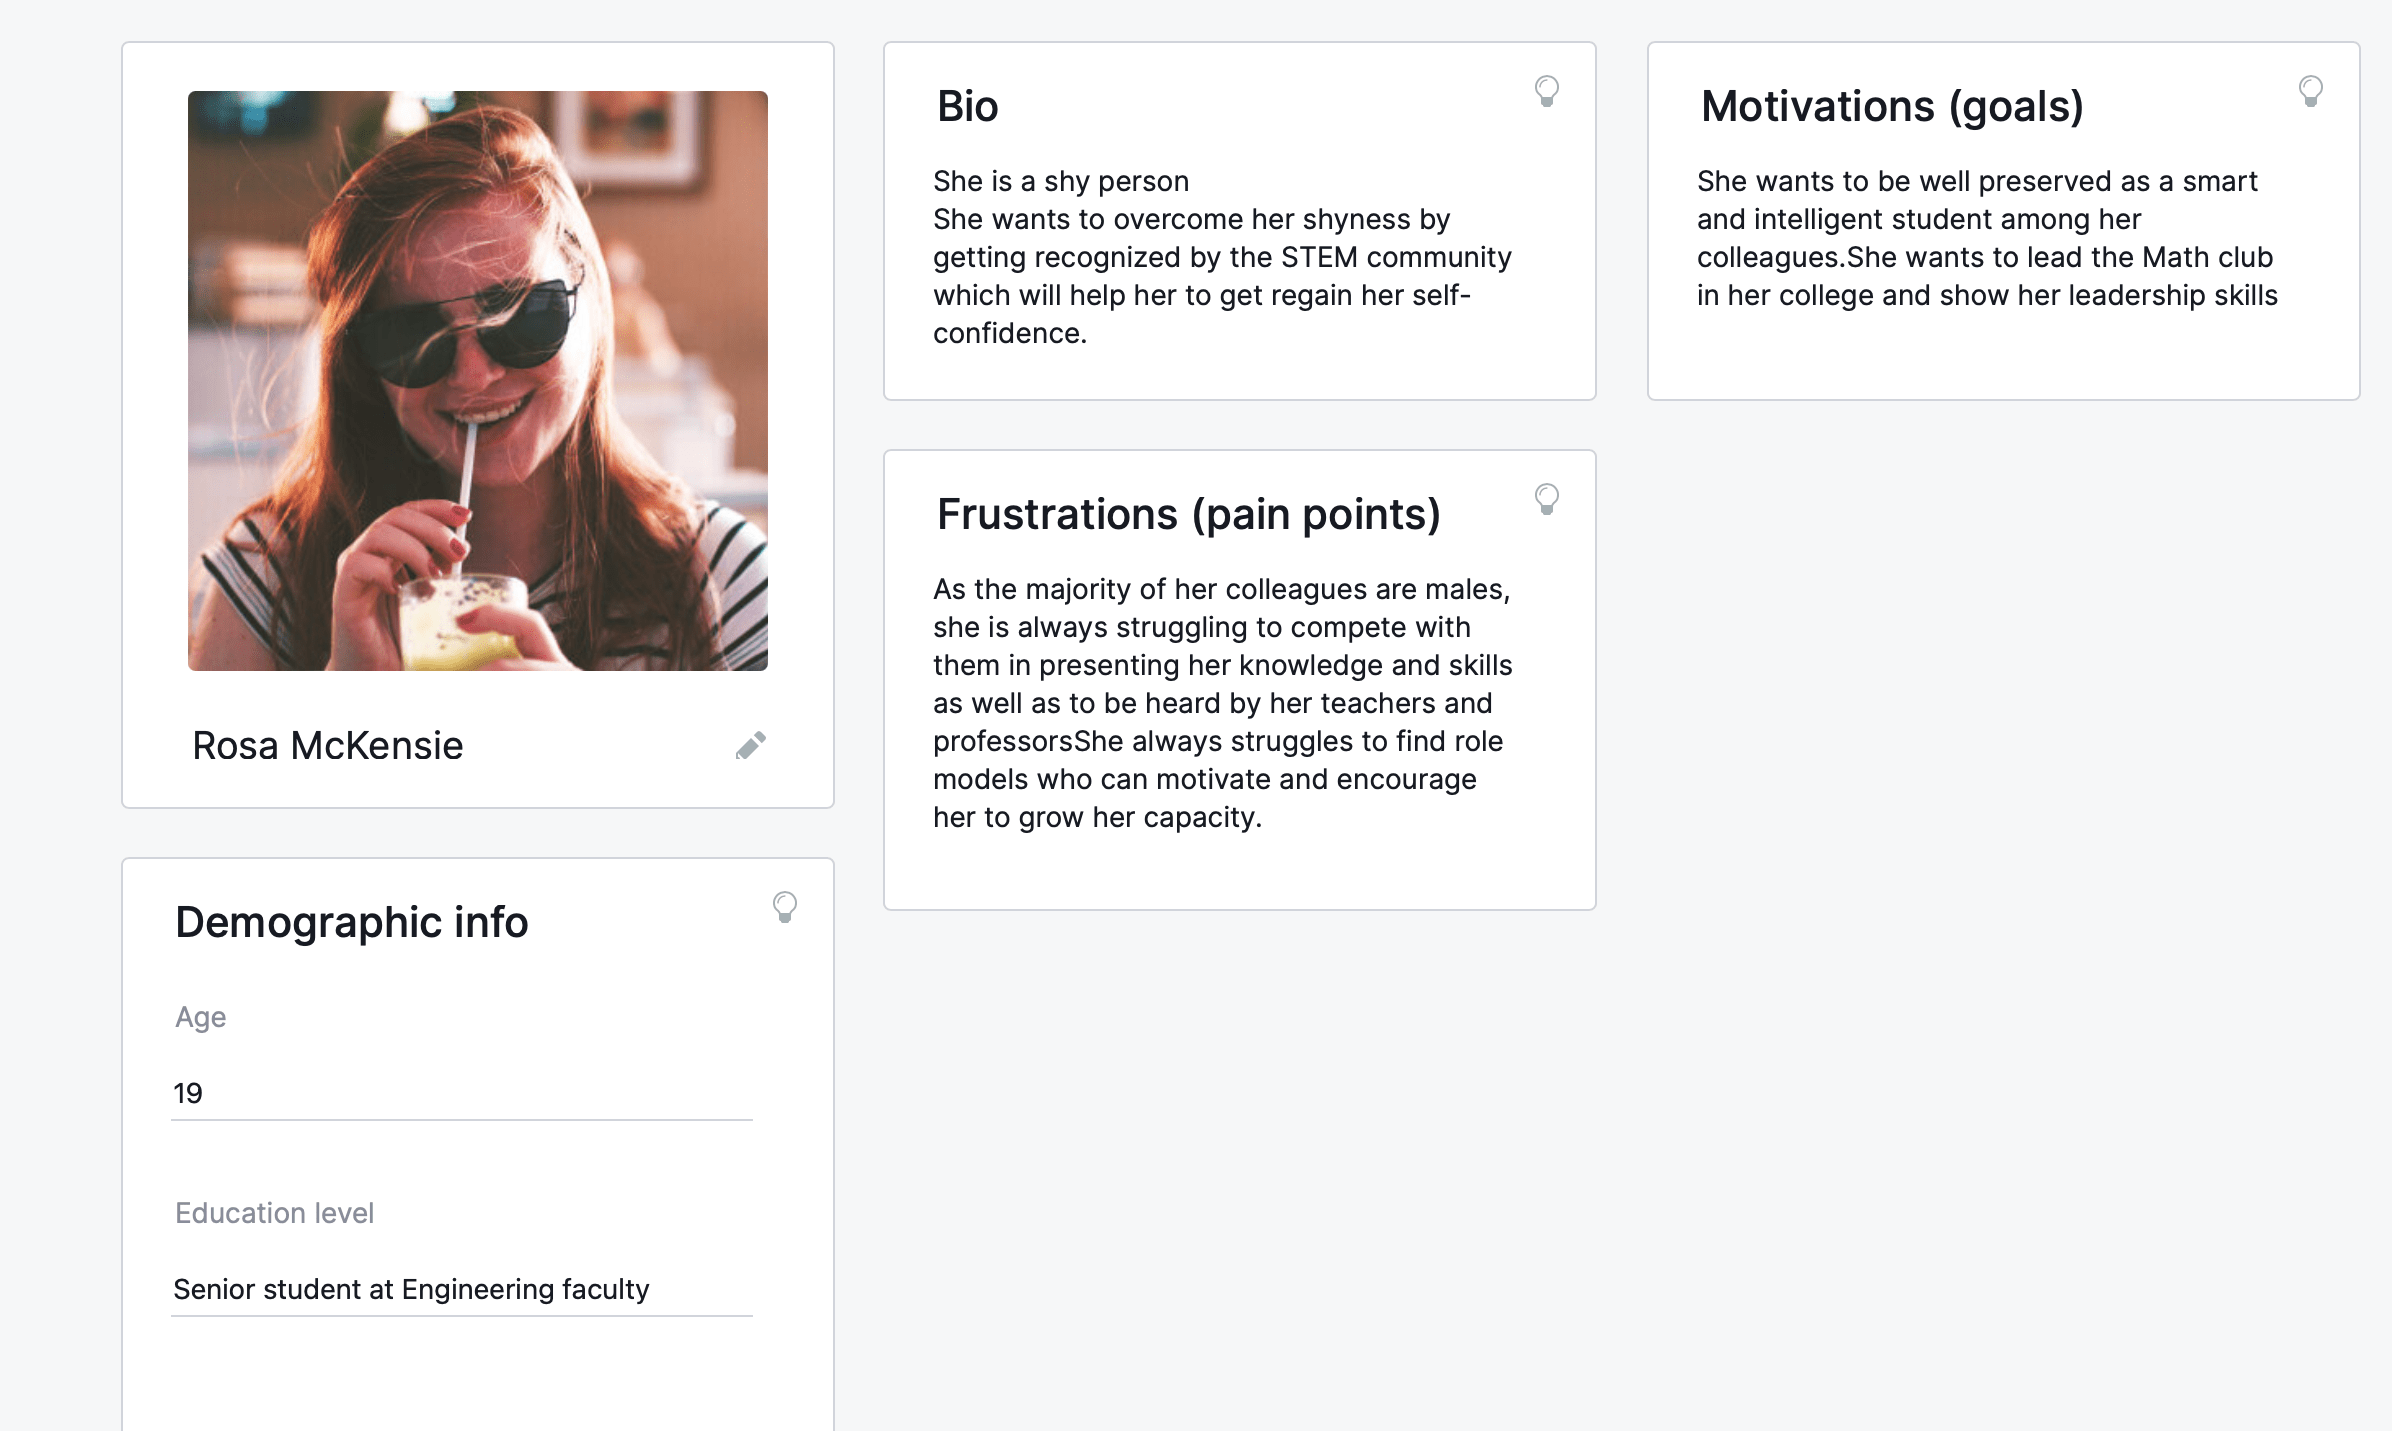 Rosa McKensie
Demographic info
Age
19
Education level
Senior student at Engineering faculty
Bio
She is a shy person
She wants to overcome her shyness by
getting recognized by the STEM community
which will help her to get regain her self-
confidence.
Frustrations (pain points)
As the majority of her colleagues are males,
she is always struggling to compete with
them in presenting her knowledge and skills
as well as to be heard by her teachers and
professorsShe always struggles to find role
models who can motivate and encourage
her to grow her capacity.
Motivations (goals)
She wants to be well preserved as a smart
and intelligent student among her
colleagues.She wants to lead the Math club
in her college and show her leadership skills